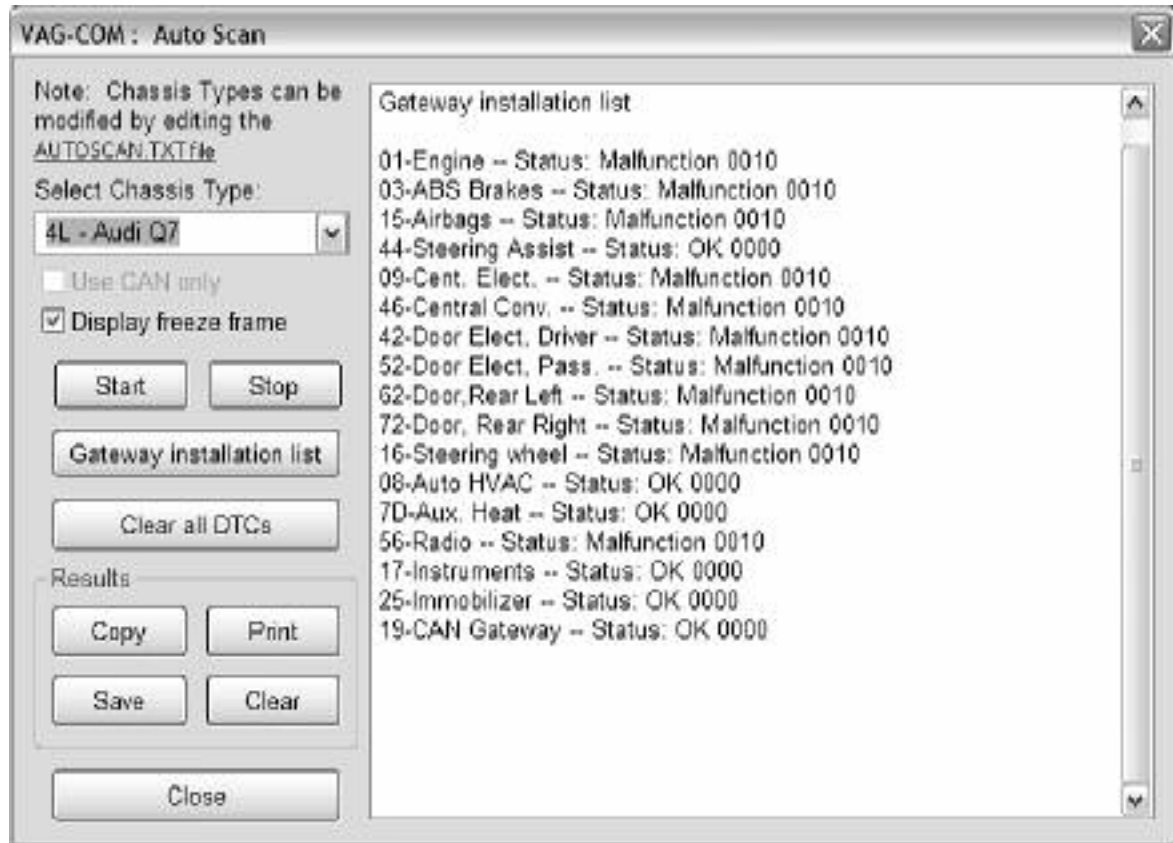 VAG-COM : Auto Scan
Note: Chassis Types can be
modified by editing the
AUTOSCAN.TXT file
Select Chassis Type:
4L - Audi Q7
Use CAN only
Display freeze frame
Start
Stop
Gateway installation list
Clear all DTCs
Results
Copy
Print
Save
Clear
Close
Gateway installation list
01-Engine -- Status: Malfunction 0010
03-ABS Brakes -- Status: Malfunction 0010
15-Airbags -- Status: Malfunction 0010
44-Steering Assist -- Status: OK 0000
09-Cent. Elect. -- Status: Malfunction 0010
46-Central Conv. -- Status: Malfunction 0010
42-Door Elect, Driver -- Status: Malfunction 0010
52-Door Elect, Pass. -- Status: Malfunction 0010
62-Door,Rear Left -- Status: Malfunction 0010
72-Door, Rear Right -- Status: Malfunction 0010
16-Steering wheel -- Status: Malfunction 0010
08-Auto HVAC -- Status: OK 0000
7D-Aux. Heat -- Status: OK 0000
56-Radio -- Status: Malfunction 0010
17-Instruments -- Status: OK 0000
25-Immobilizer -- Status: OK 0000
19-CAN Gateway -- Status: OK 0000